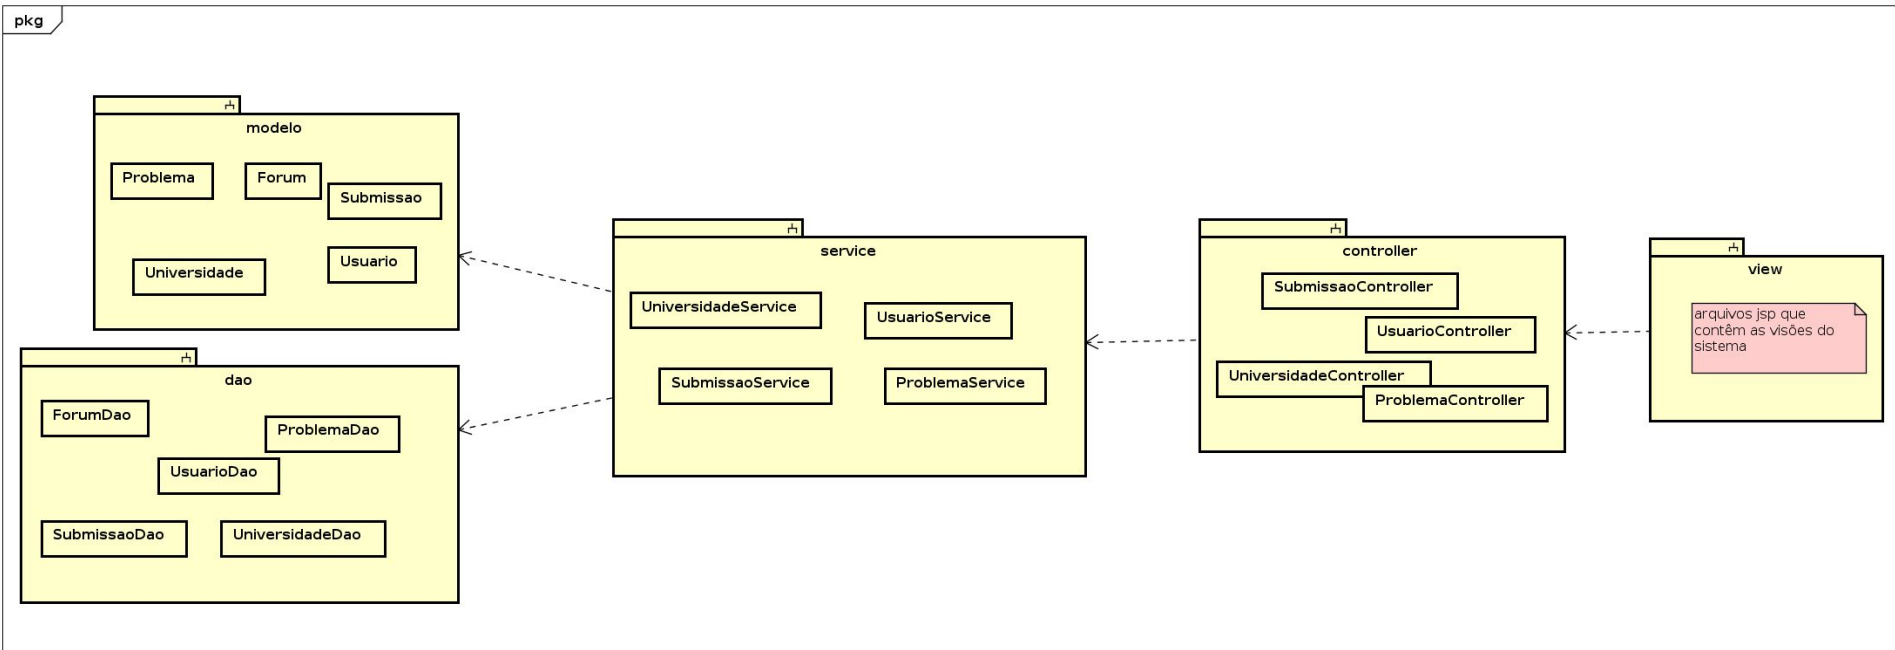 pkg
modelo
Problema
Forum
Submissao
Universidade
Usuario
dao
ForumDao
ProblemaDao
UsuarioDao
SubmissaoDao
UniversidadeDao
service
UniversidadeService
UsuarioService
SubmissaoService
ProblemaService
controller
SubmissaoController
UsuarioController
UniversidadeController
ProblemaController
view
arquivos jsp que
contêm as visões do
sistema